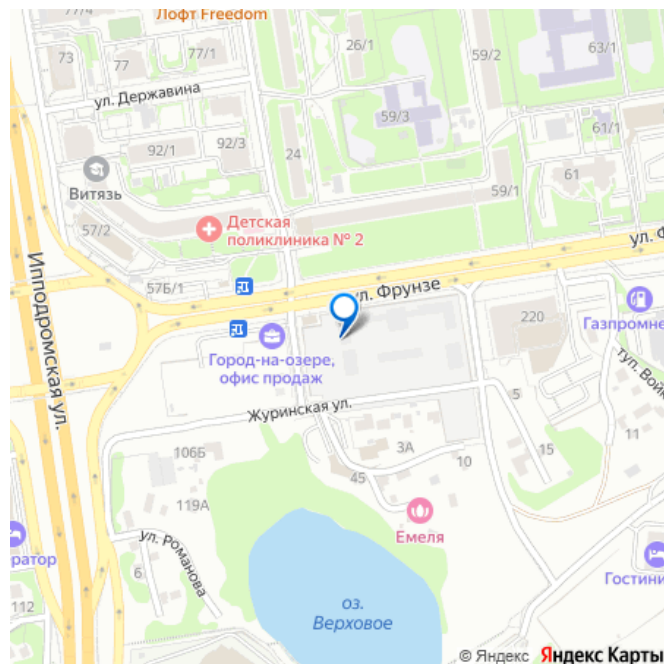 77/4
Лофт Freedom
73
77
77/1
26/1
59/2
63/1
ул. Державина
59/3
92/1
92/3
24
61/1
Витязь
61
59/1
Детская
поликлиника № 2
57/2
ул. Ф
57Б/1
ул. Фрунзе
Ипподромская ул.
220
Газпромне
Город-на-озере,
офис продаж
туп. Войк
5
Журинская ул.
11
106Б
3А
15
45
10
119А
Емеля
ул. Романова
ератор
6
Гостини
112
оз.
Верховое
© Яндекс Яндекс Карты